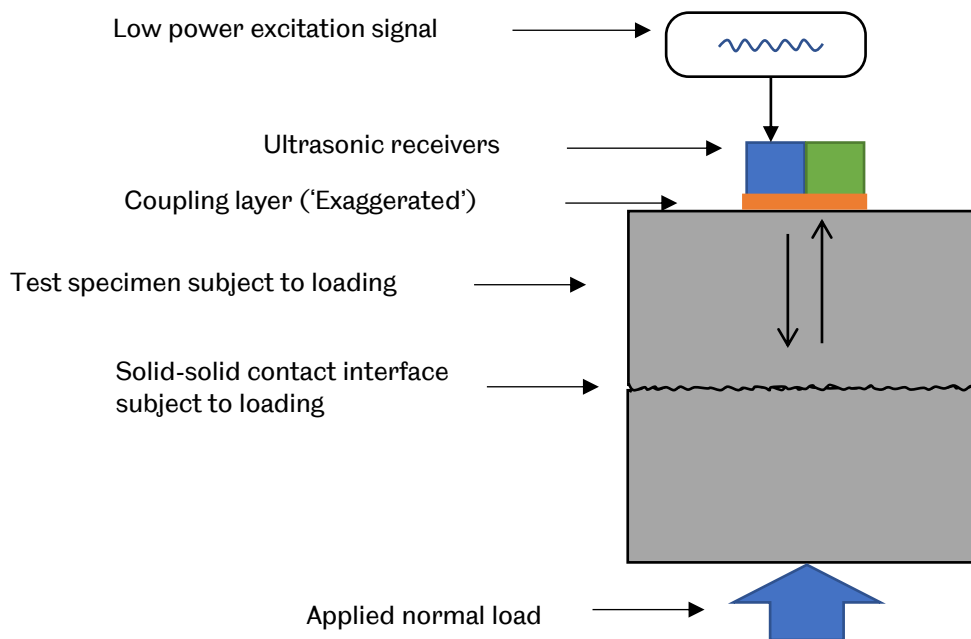 Low power excitation signal
Ultrasonic receivers
Coupling layer (‘Exaggerated’)
Test specimen subject to loading
Solid-solid contact interface
subject to loading
Applied normal load